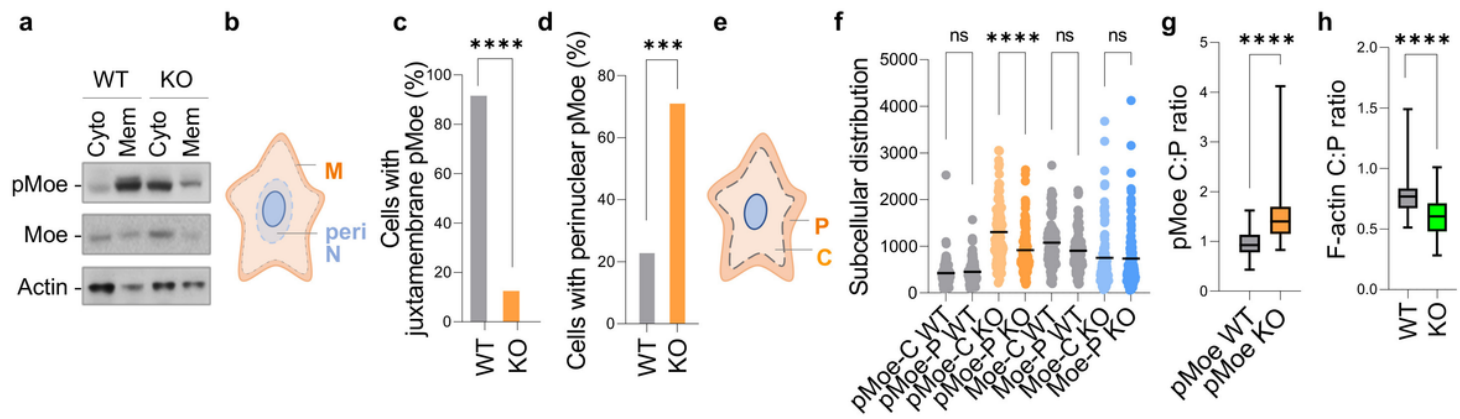 a
WT KO
Cyto Mem Cyto Mem
pMoe -
Moe -
Actin -
b
M
peri
N
c
****
Cells with
juxtamembrane pMoe (%)
100
80
60
40
20
0
WT KO
d
***
Cells with perinuclear pMoe (%)
80
60
40
20
0
WT KO
e
P
C
f
ns **** ns ns
Subcellular distribution
5000
4000
3000
2000
1000
0
pMoe-C WT
pMoe-P WT
pMoe-C KO
pMoe-P KO
Moe-C WT
Moe-P WT
Moe-C KO
Moe-P KO
g
****
pMoe C:P ratio
5
4
3
2
1
0
pMoe WT
pMoe KO
h
****
F-actin C:P ratio
2.0
1.5
1.0
0.5
0.0
WT
KO